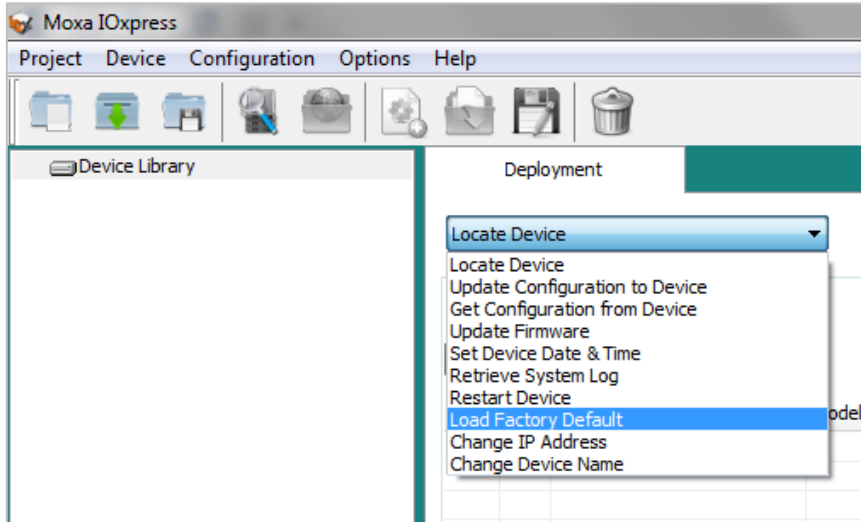 Moxa IOxpress
Project Device Configuration Options Help
Device Library
Deployment
Locate Device
Locate Device
Update Configuration to Device
Get Configuration from Device
Update Firmware
Set Device Date & Time
Retrieve System Log
Restart Device
Load Factory Default
odel
Change IP Address
Change Device Name